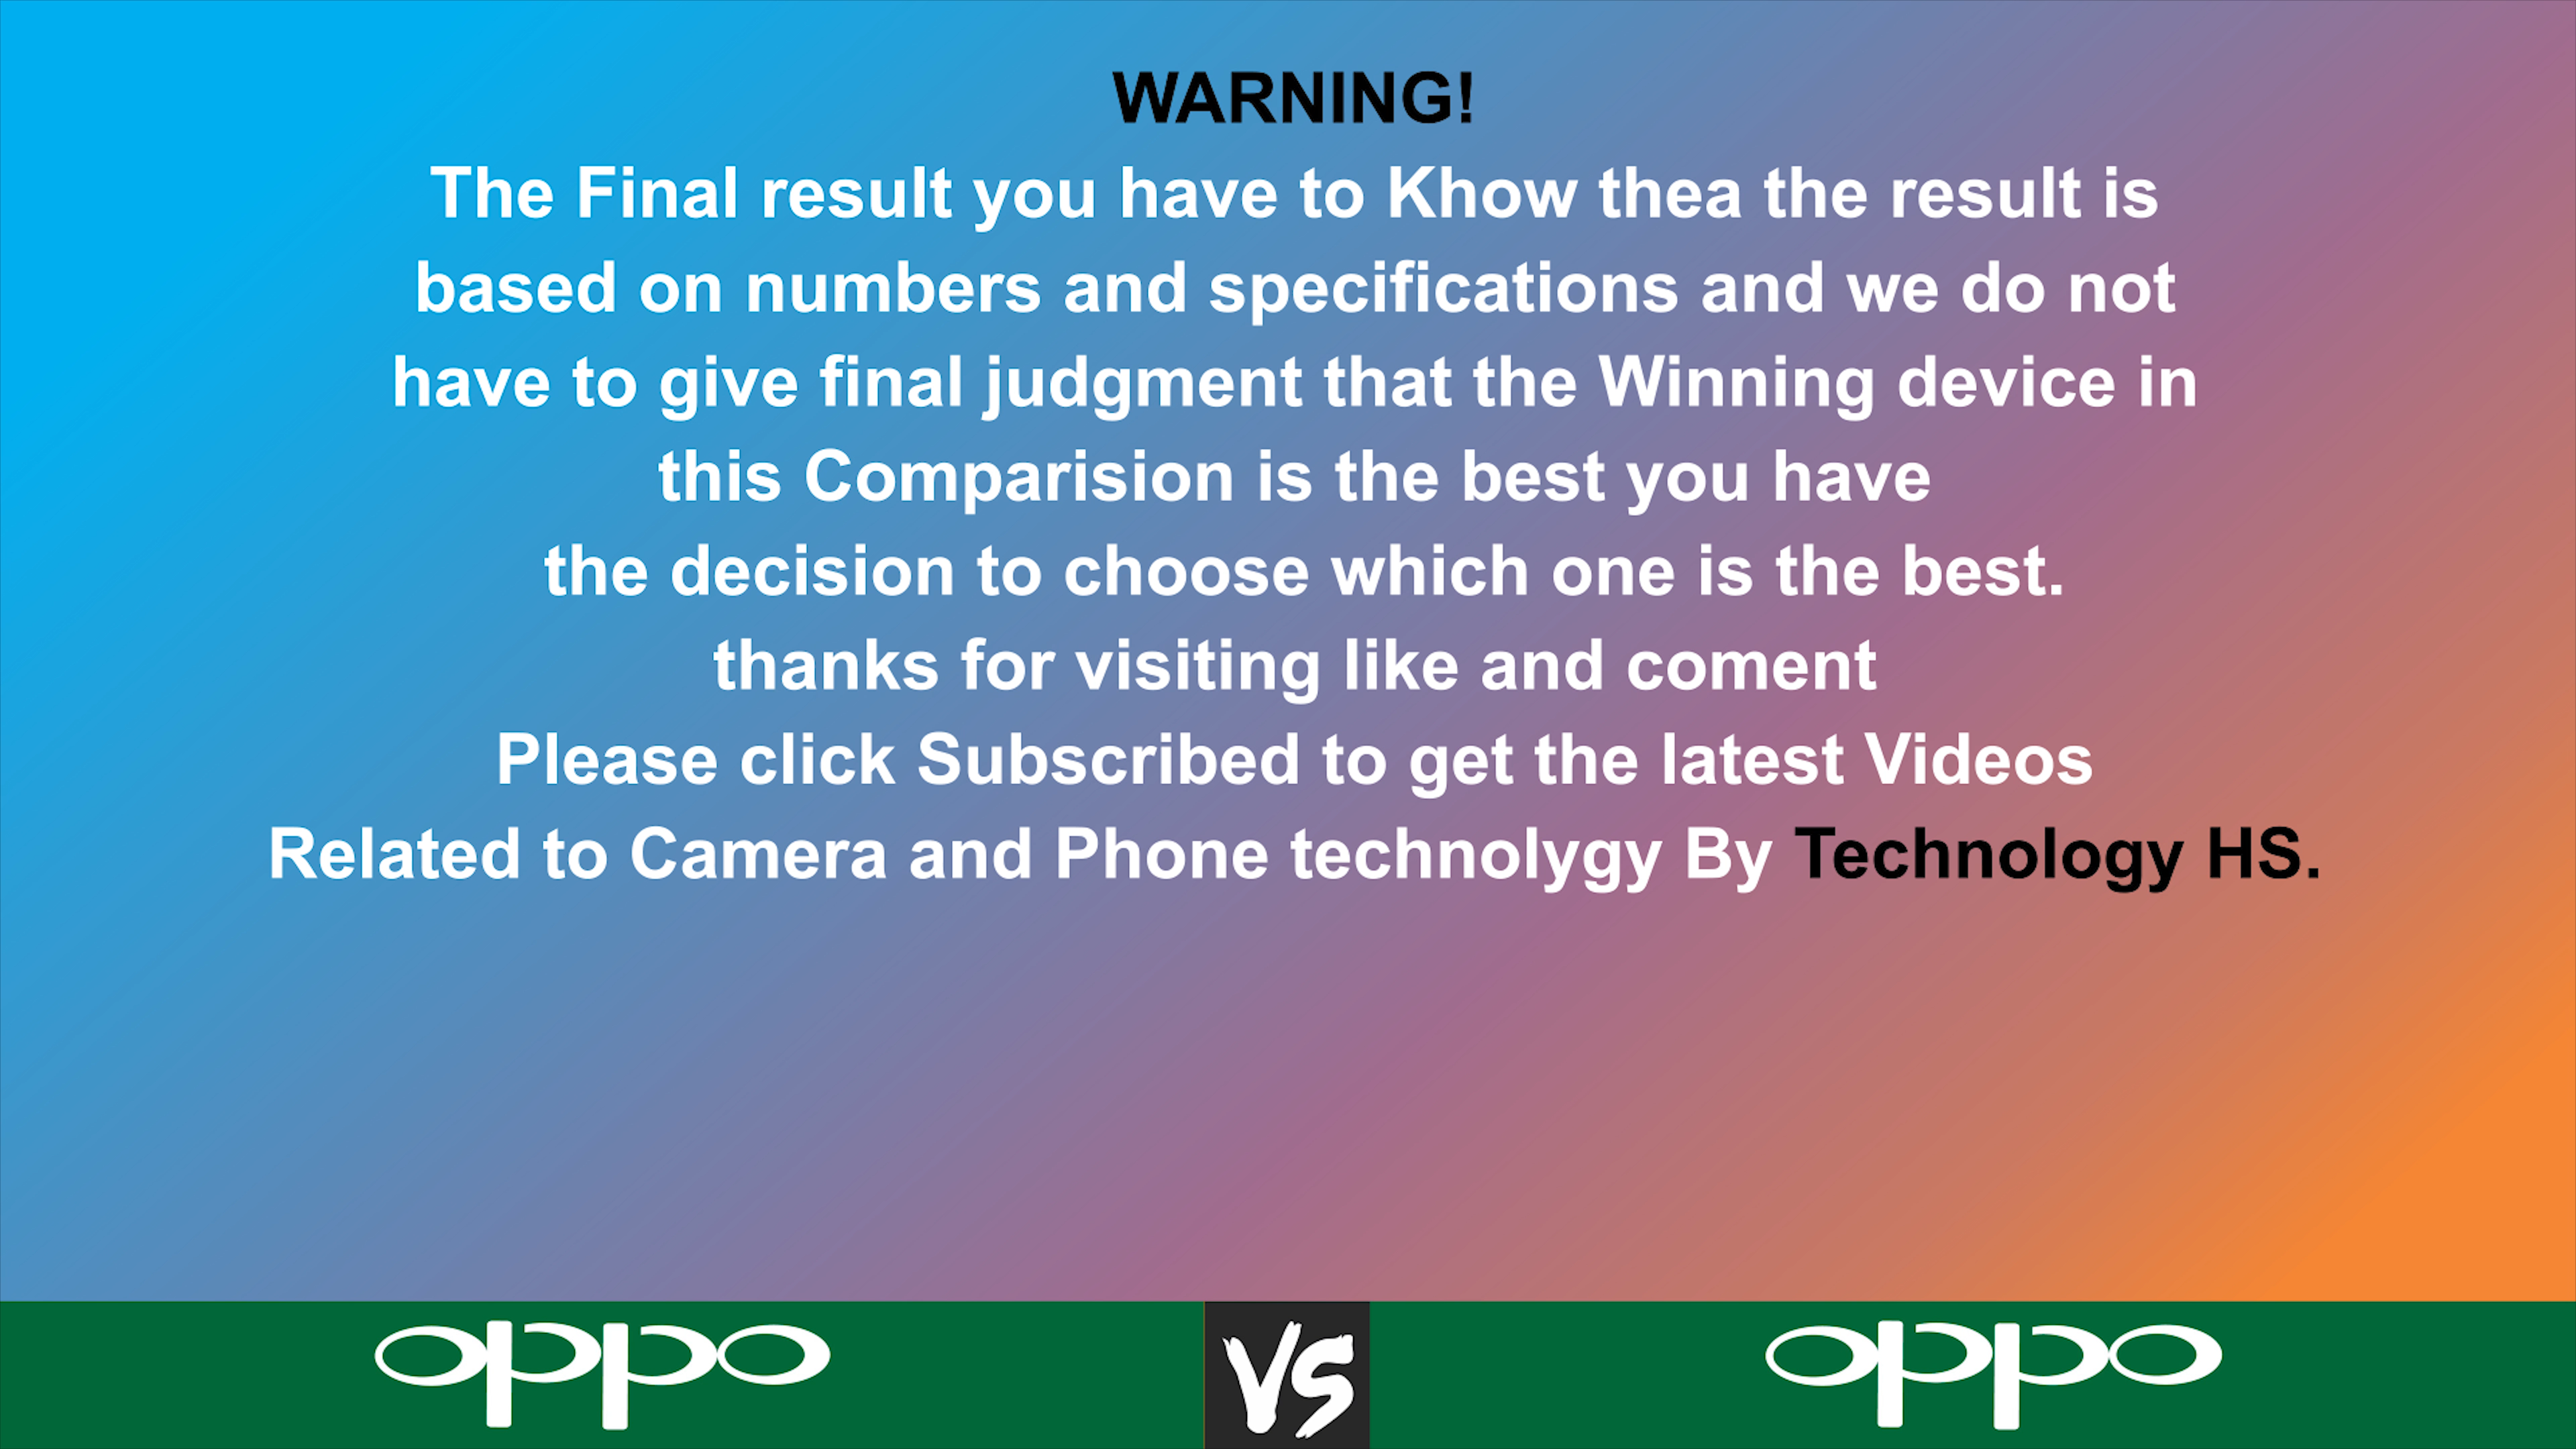 WARNING!
The Final result you have to Khow thea the result is
based on numbers and specifications and we do not
have to give final judgment that the Winning device in
this Comparision is the best you have
the decision to choose which one is the best.
thanks for visiting like and coment
Please click Subscribed to get the latest Videos
Related to Camera and Phone technolygy By Technology HS.
oppo VS oppo